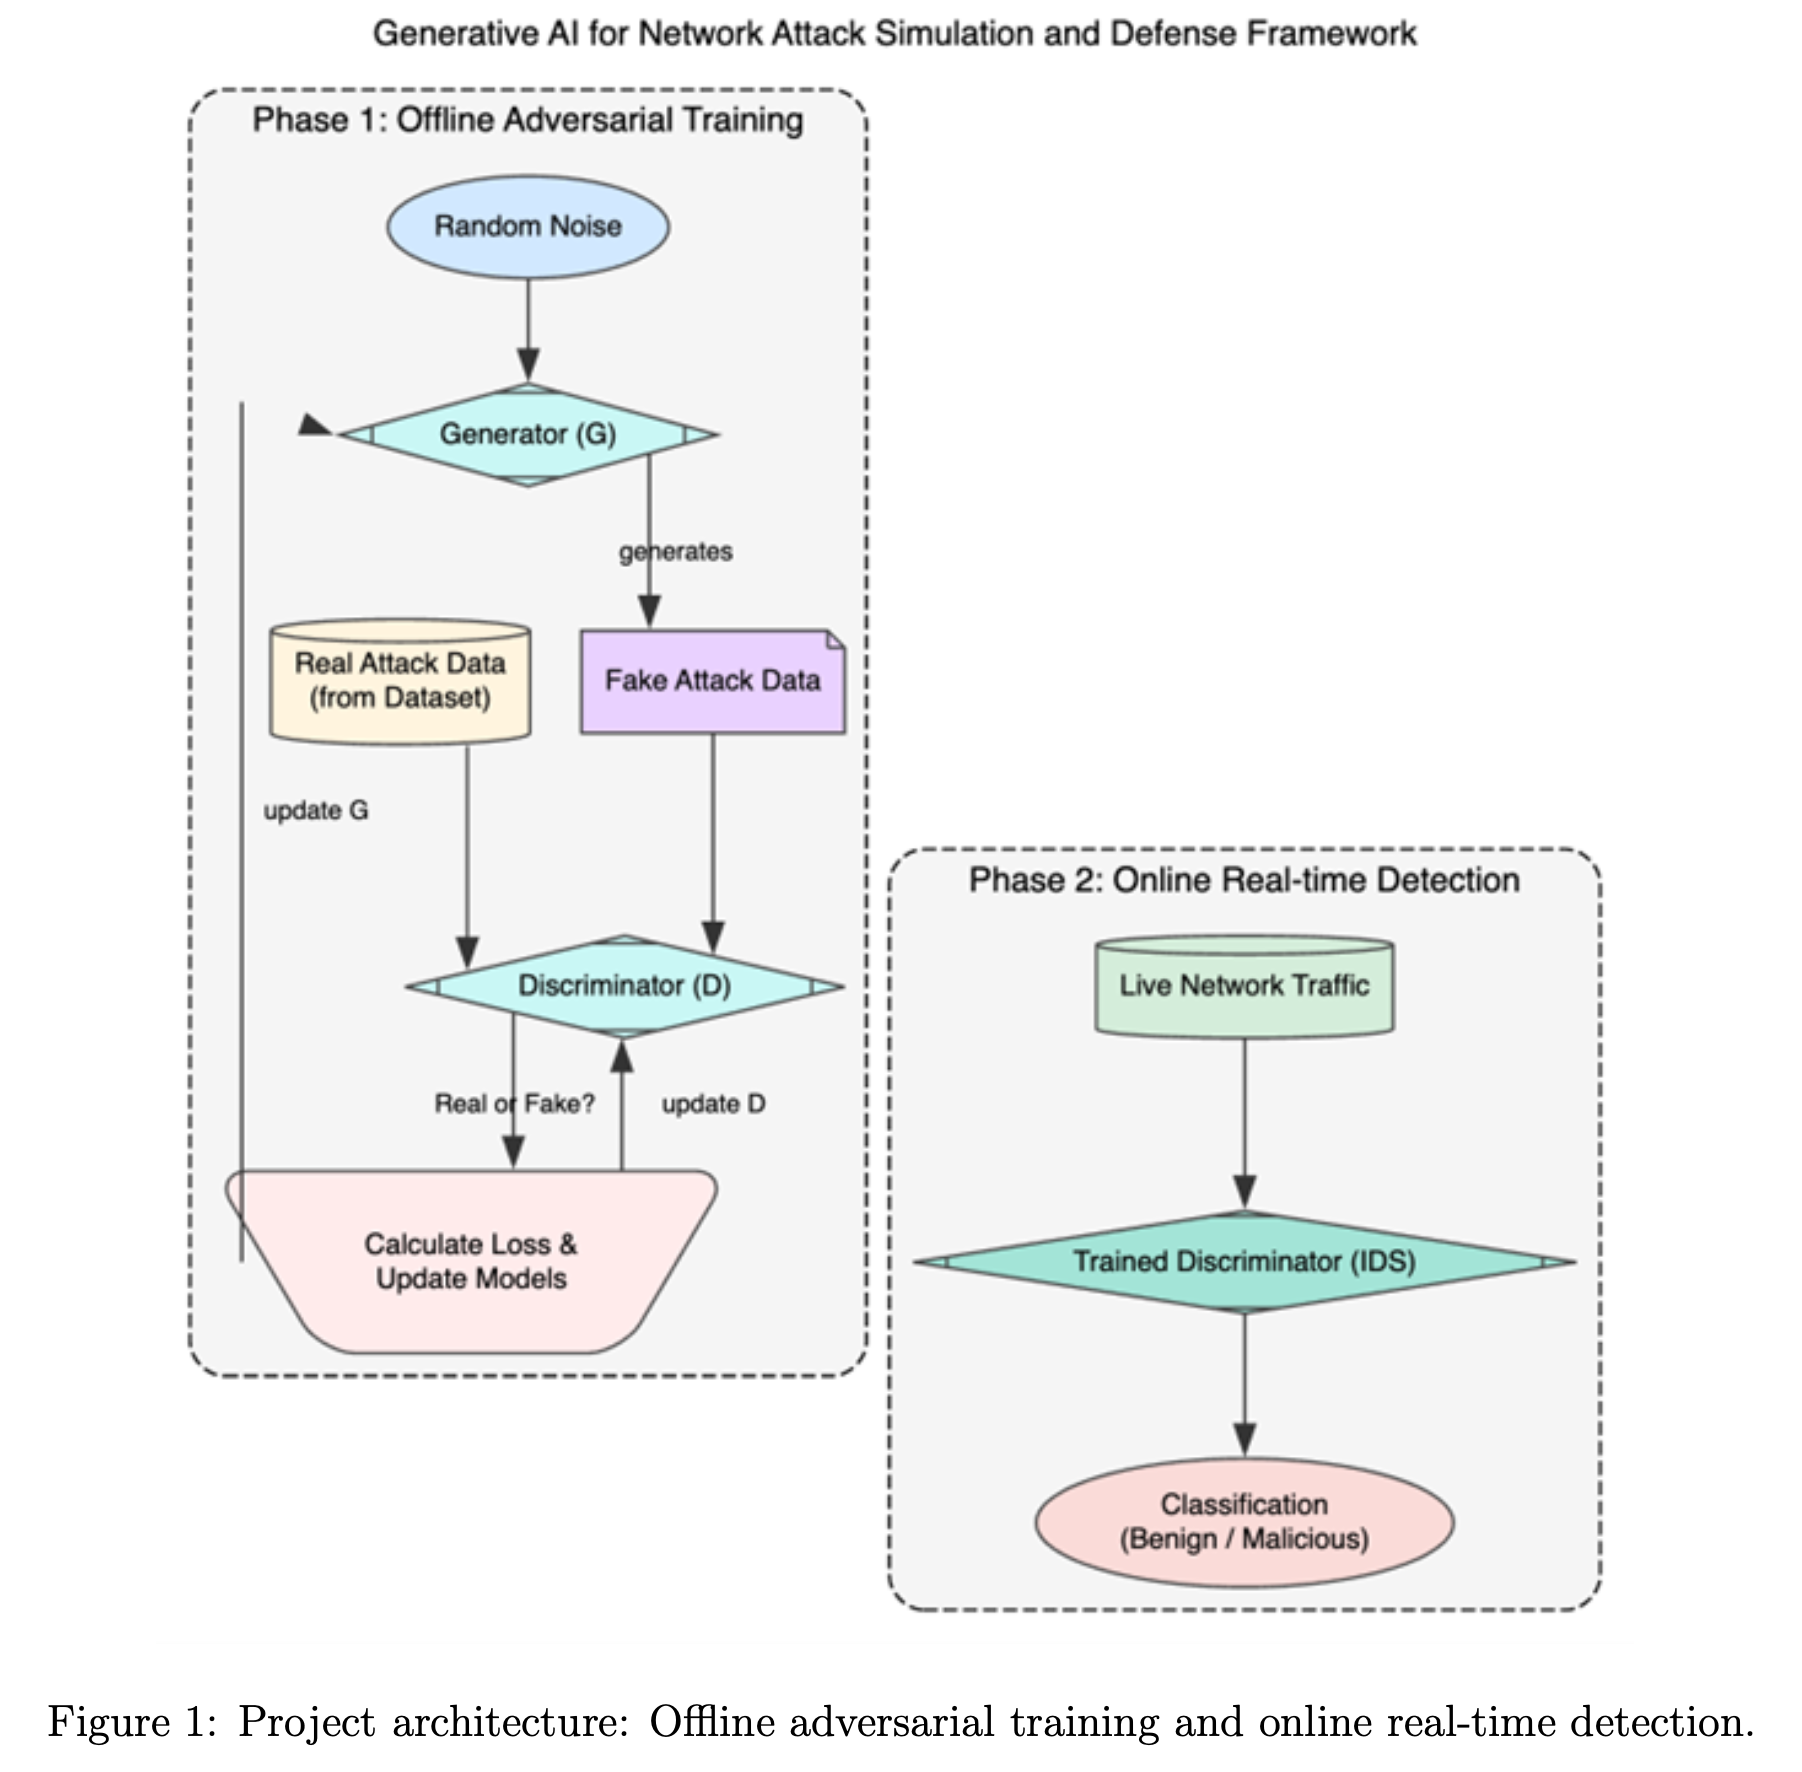 Generative AI for Network Attack Simulation and Defense Framework
Phase 1: Offline Adversarial Training
Random Noise
Generator (G)
generates
Real Attack Data
(from Dataset)
Fake Attack Data
update G
Discriminator (D)
Real or Fake?
update D
Calculate Loss &
Update Models
Phase 2: Online Real-time Detection
Live Network Traffic
Trained Discriminator (IDS)
Classification
(Benign / Malicious)
Figure 1: Project architecture: Offline adversarial training and online real-time detection.